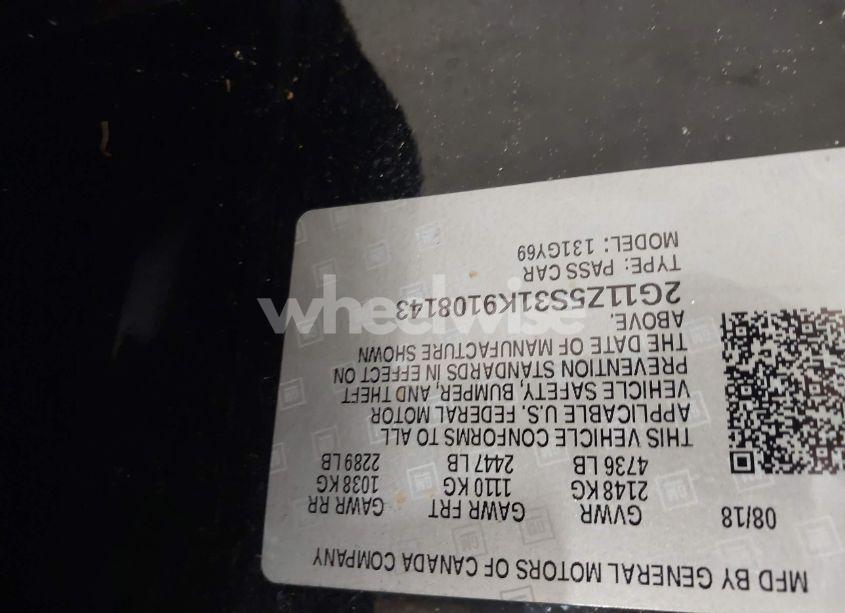 MFD BY GENERAL MOTORS OF CANADA COMPANY
08/18 GVWR GAWR FRT GAWR RR
2148 KG 1110 KG 1038 KG
4736 LB 2447 LB 2289 LB
THIS VEHICLE CONFORMS TO ALL
APPLICABLE U.S. FEDERAL MOTOR
VEHICLE SAFETY, BUMPER, AND THEFT
PREVENTION STANDARDS IN EFFECT ON
THE DATE OF MANUFACTURE SHOWN
ABOVE.
2G11Z5S31K9108143
TYPE: PASS CAR
MODEL: 131GY69
wheelwise